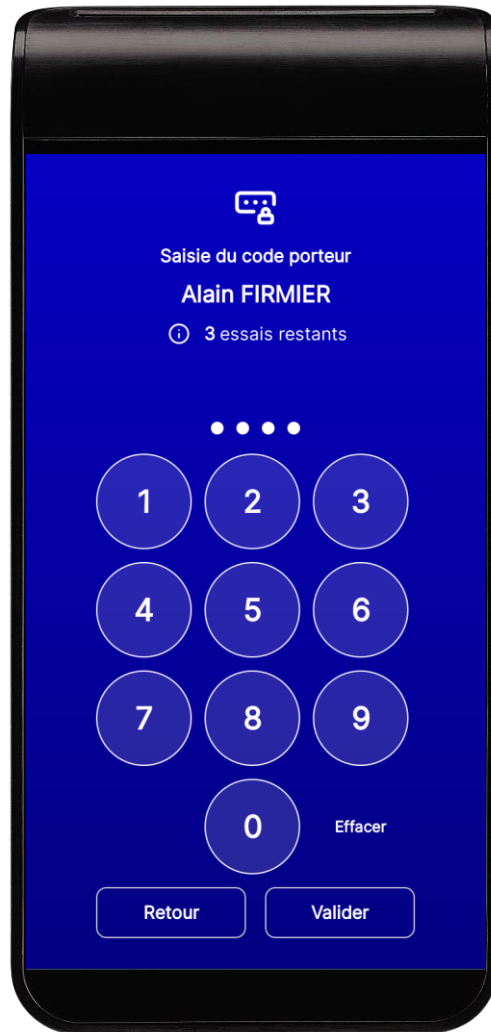 Saisie du code porteur
Alain FIRMIER
3 essais restants
1 2 3
4 5 6
7 8 9
0 Effacer
Retour Valider